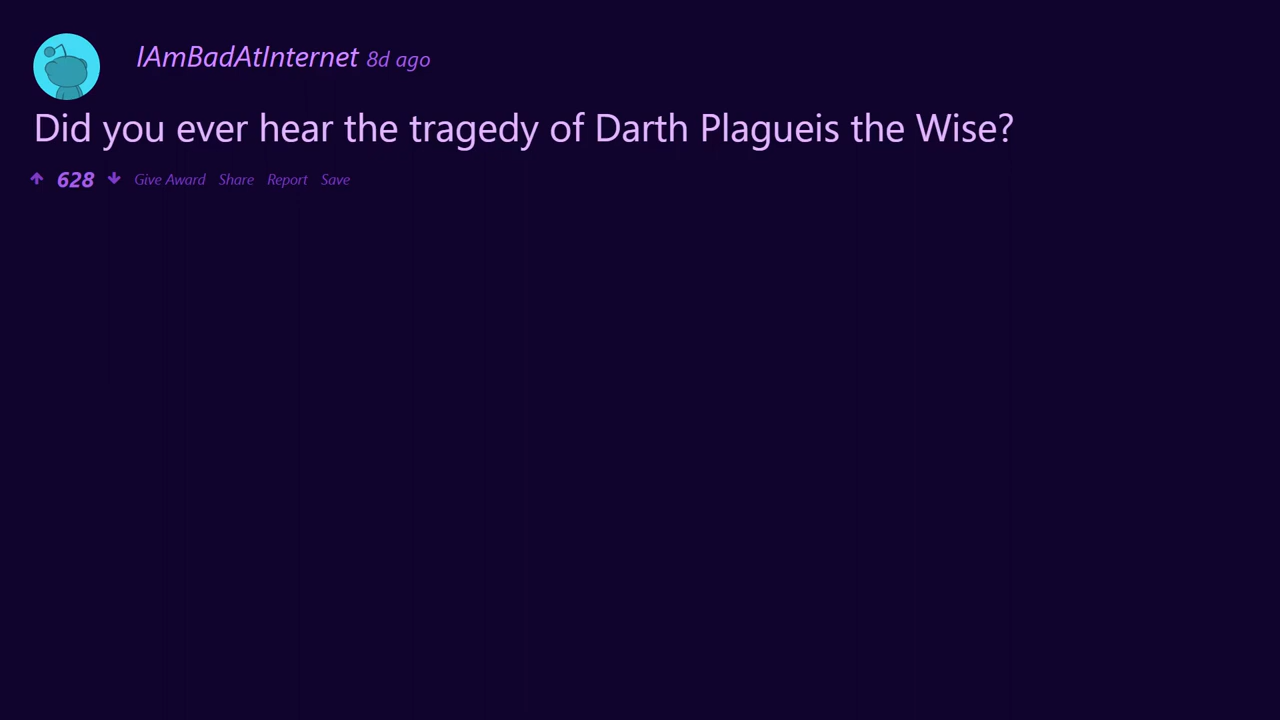 IAmBadAtInternet 8d ago
Did you ever hear the tragedy of Darth Plagueis the Wise?
628 Give Award Share Report Save